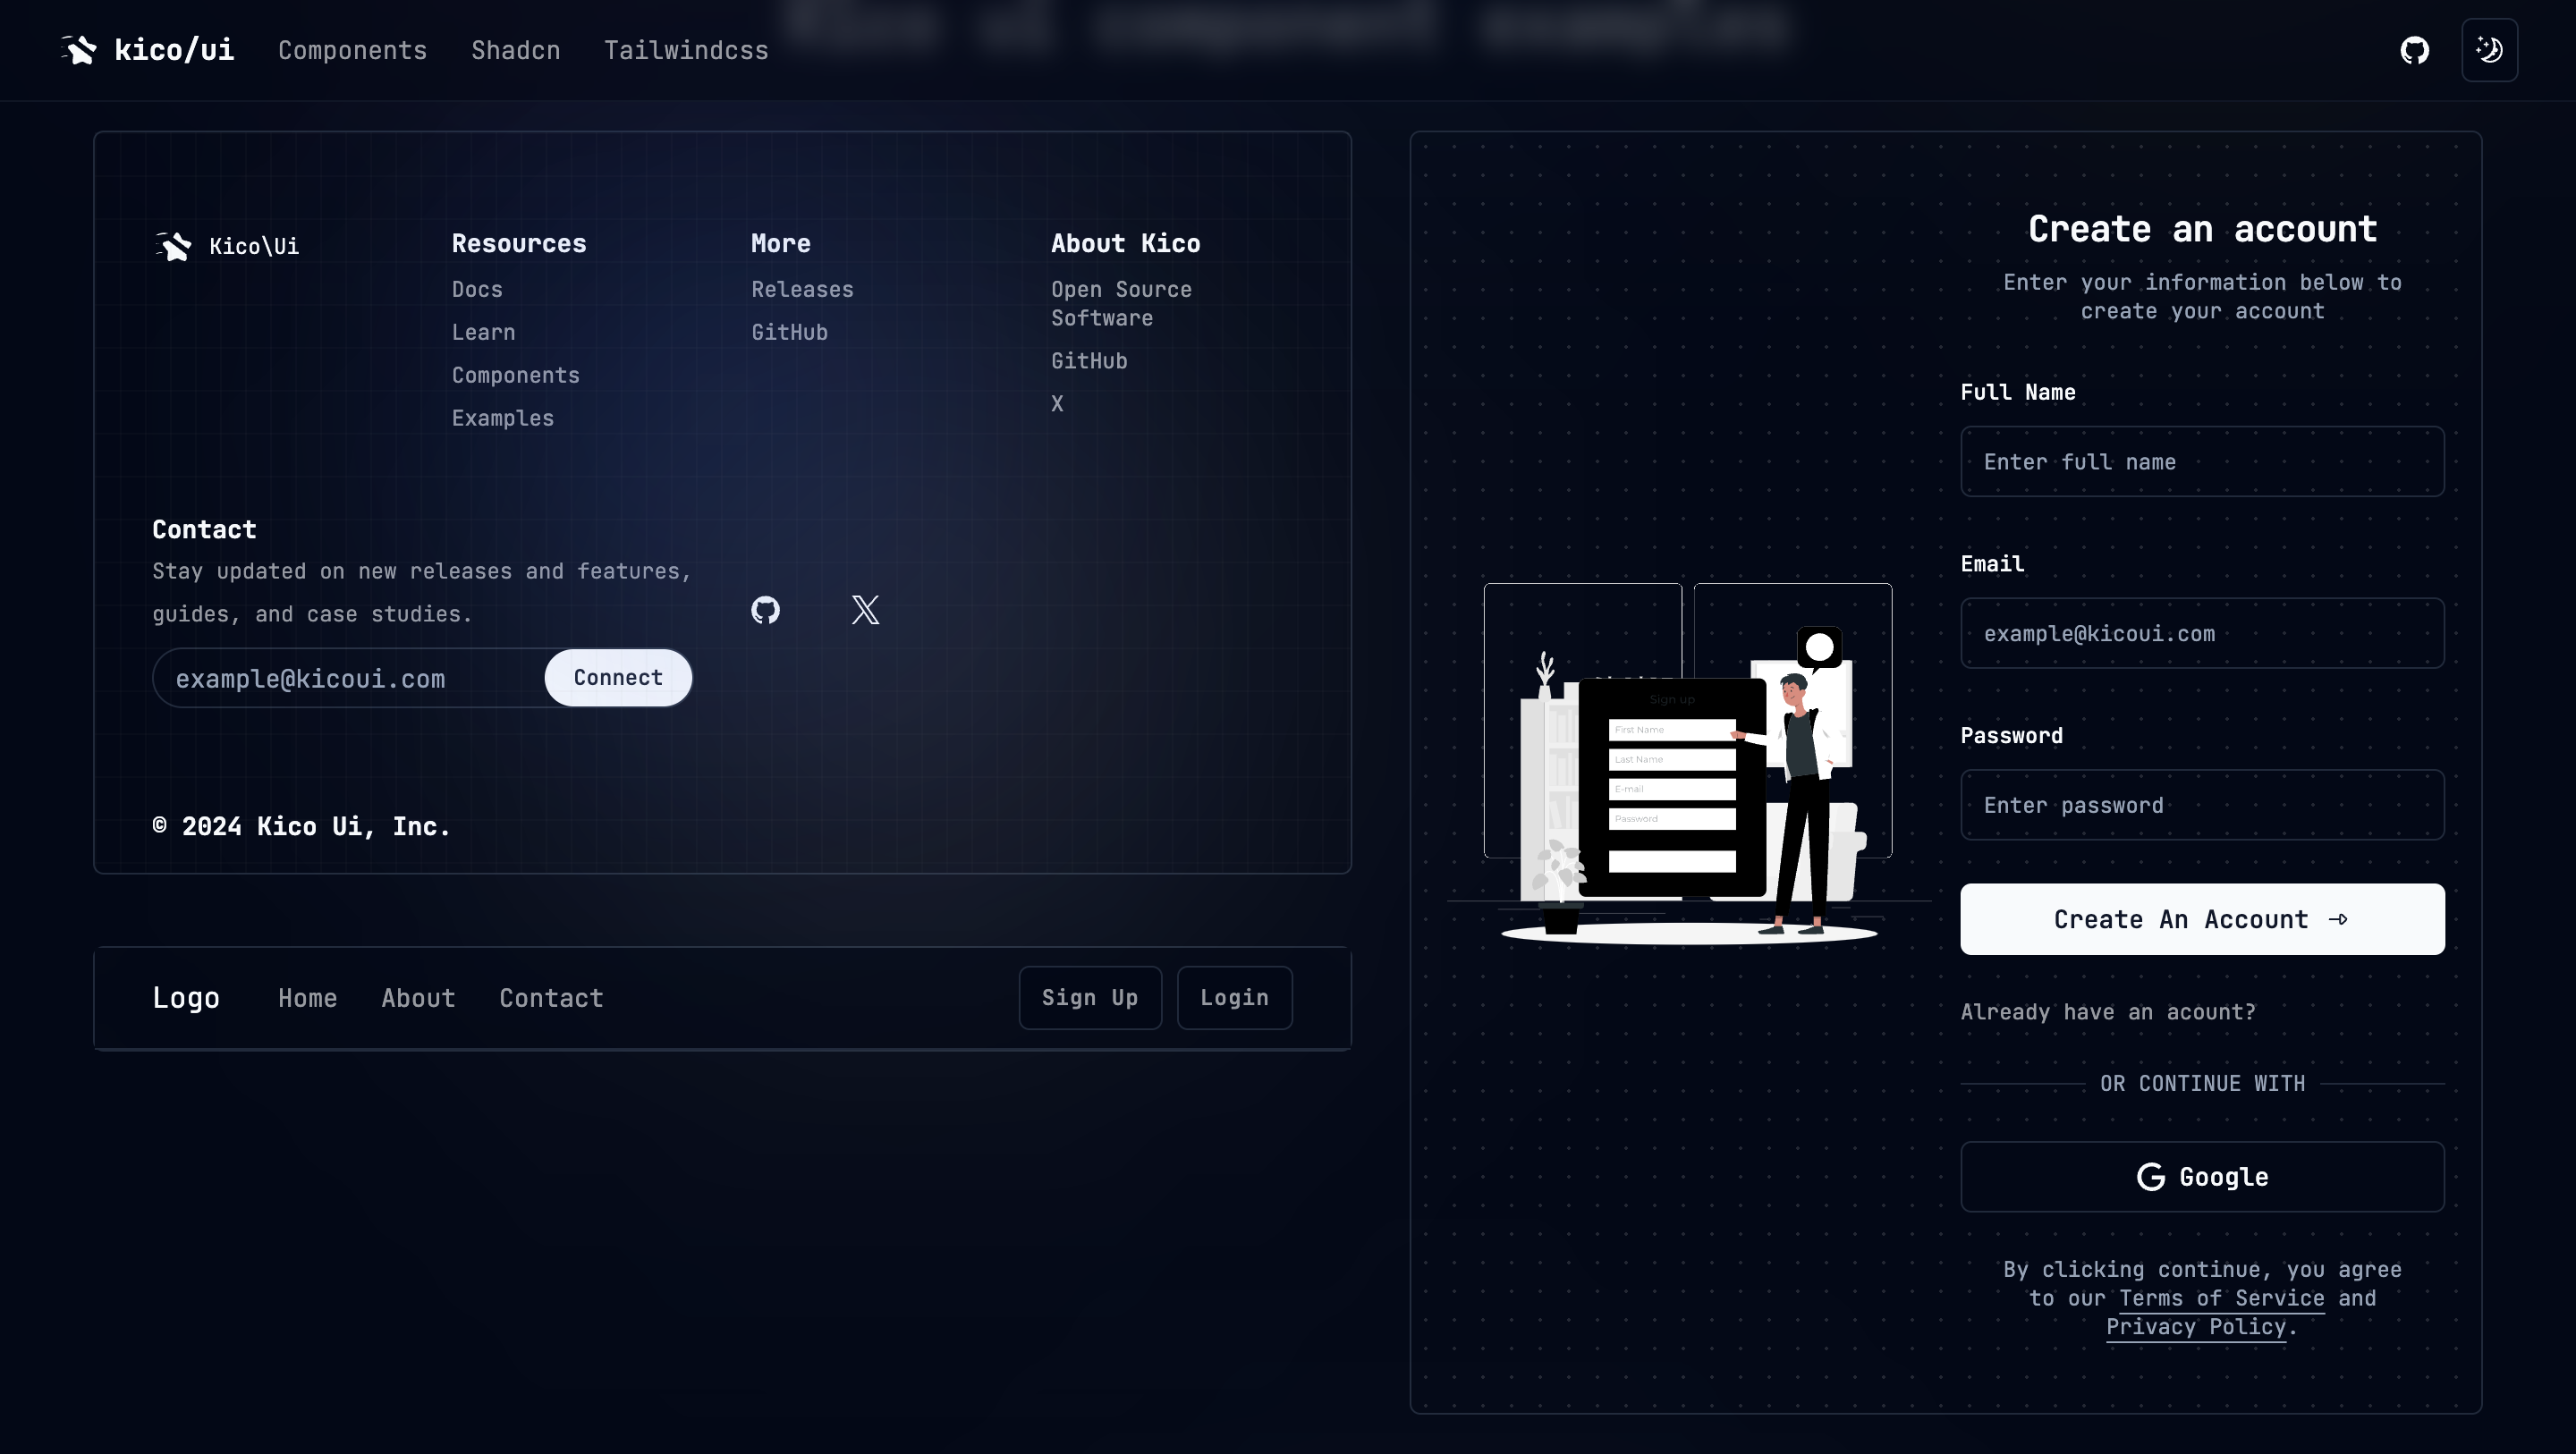 Kico ui component examples
kico/ui
Components
Shadcn
Tailwindcss
Kico\Ui
Resources
Docs
Learn
Components
Examples
More
Releases
GitHub
About Kico
Open Source
Software
GitHub
X
Contact
Stay updated on new releases and features,
guides, and case studies.
example@kicoui.com
Connect
© 2024 Kico Ui, Inc.
Logo
Home
About
Contact
Sign Up
Login
Sign up
First Name
Last Name
E-mail
Password
Create an account
Enter your information below to
create your account
Full Name
Enter full name
Email
example@kicoui.com
Password
Enter password
Create An Account
Already have an acount?
OR CONTINUE WITH
Google
By clicking continue, you agree
to our Terms of Service and
Privacy Policy.